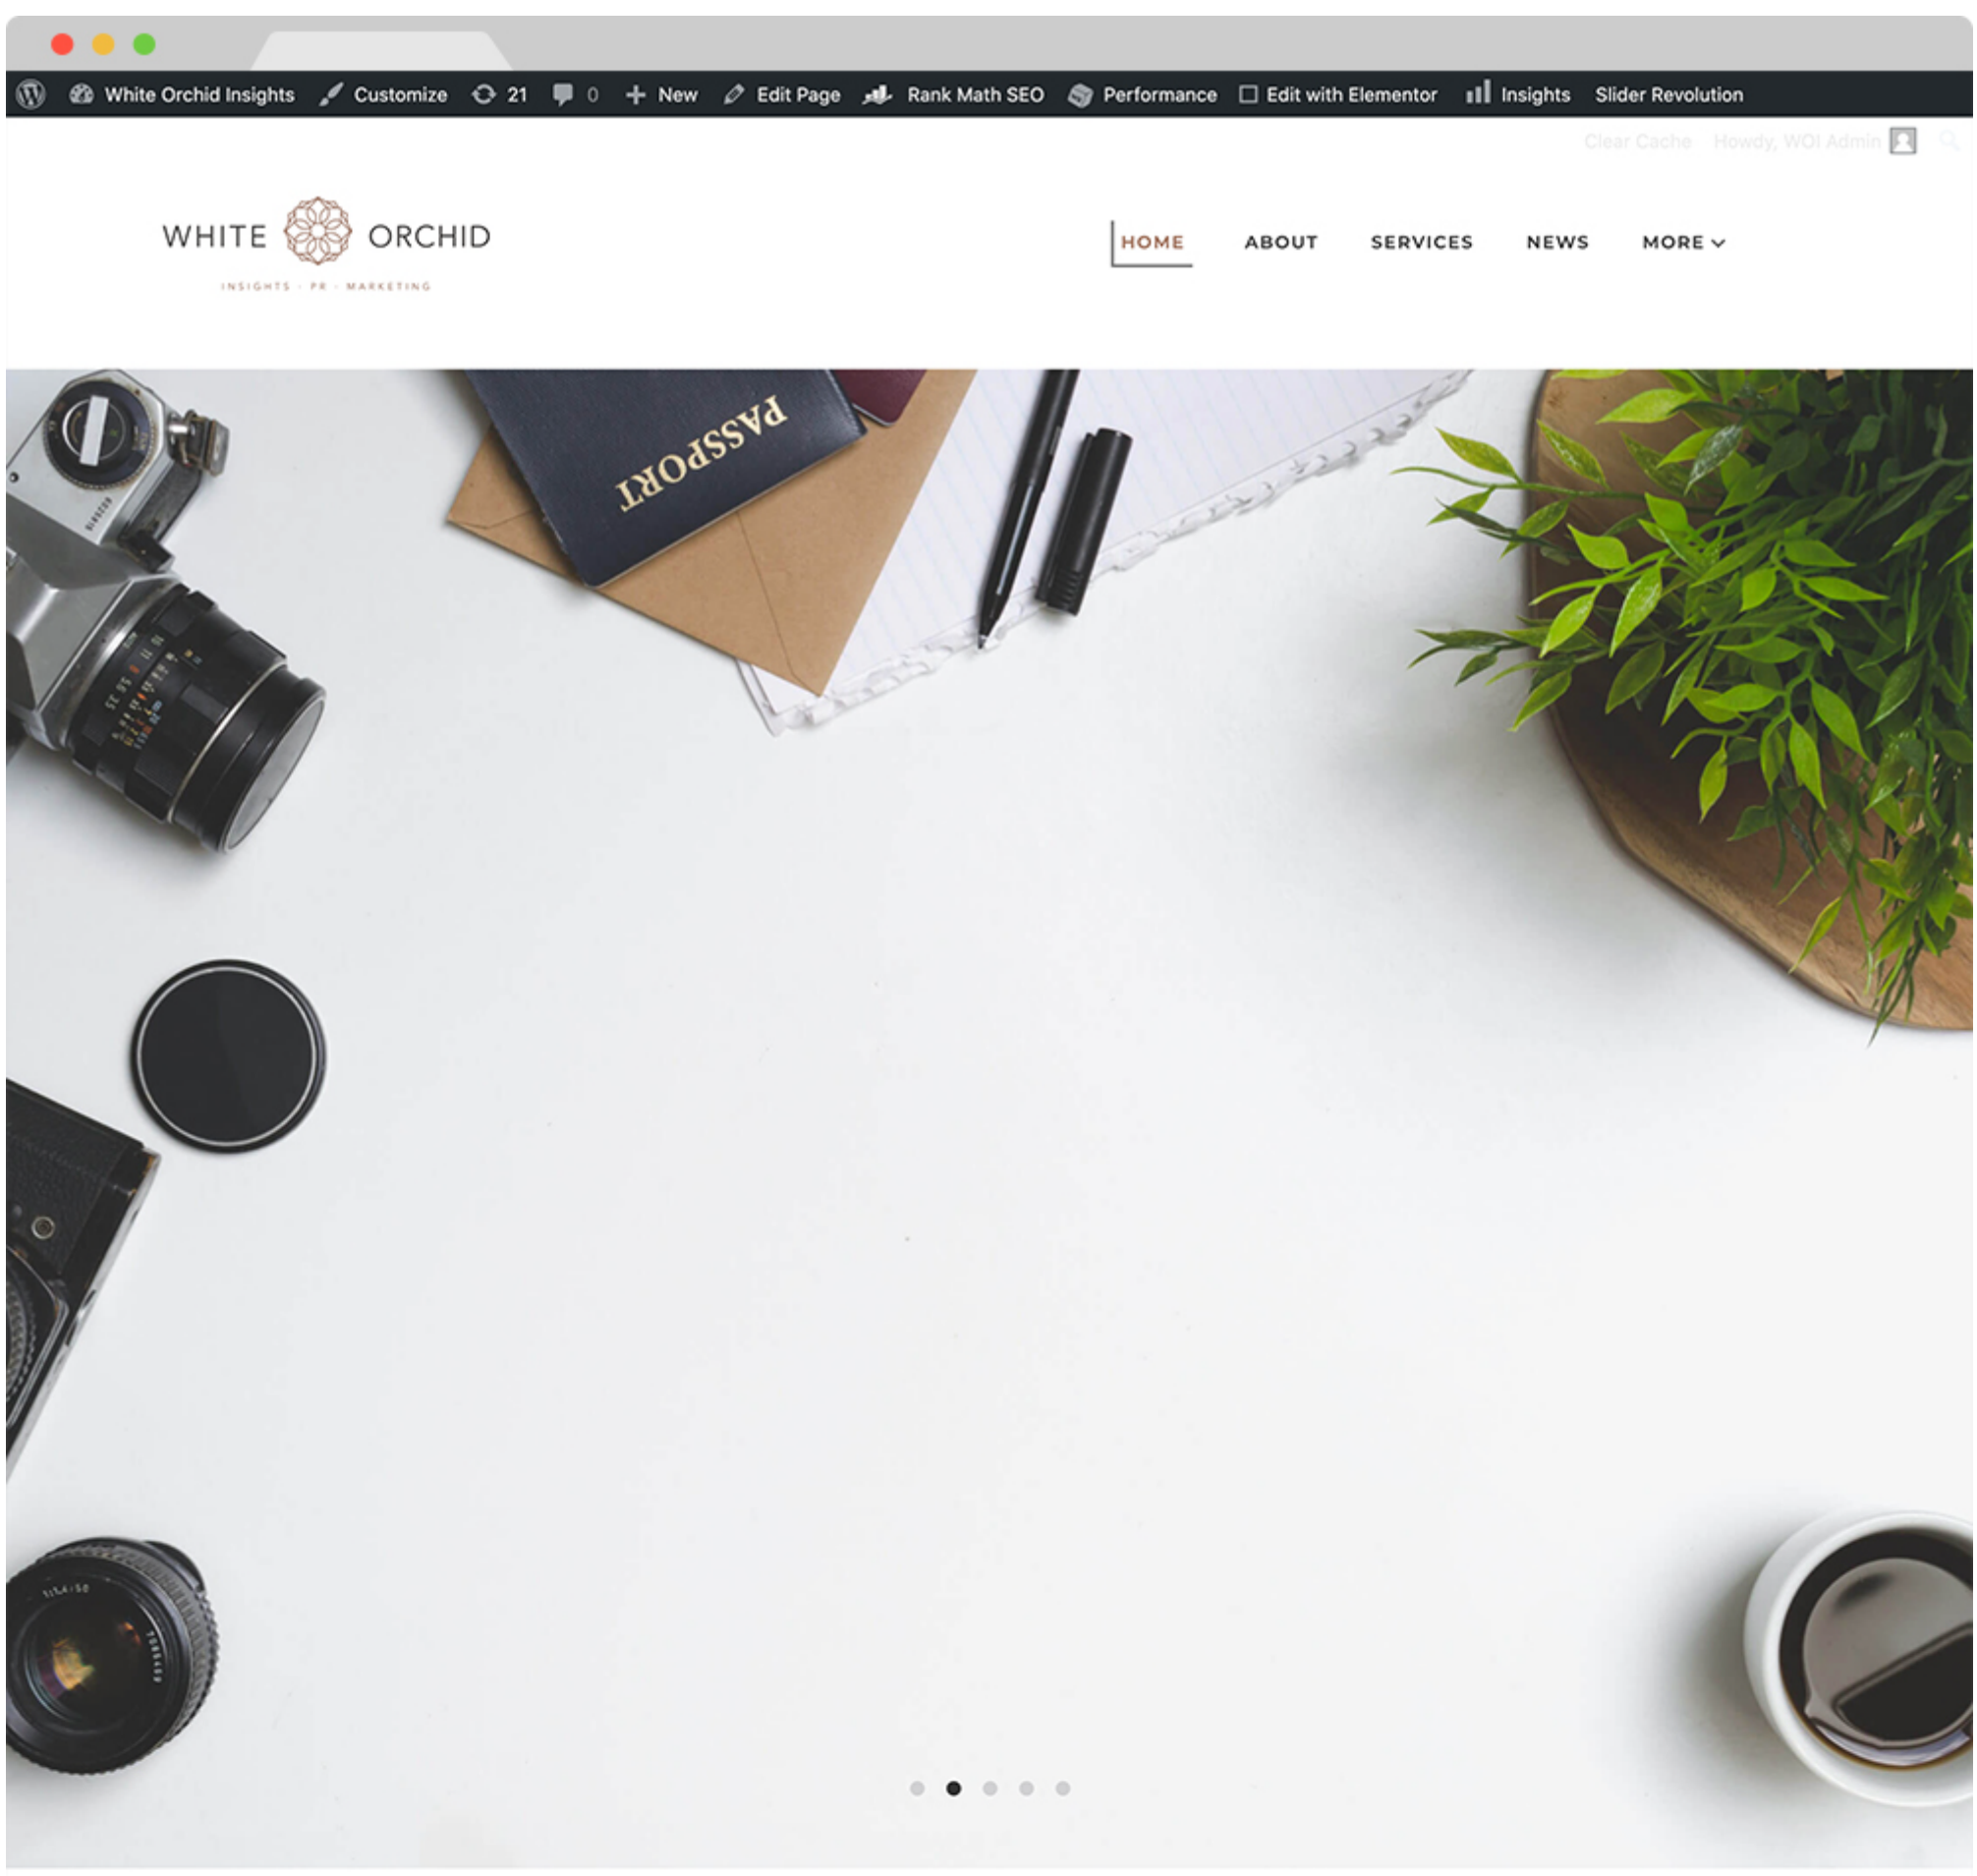 White Orchid Insights Customize 21 0 New Edit Page Rank Math SEO Performance Edit with Elementor Insights Slider Revolution
Clear Cache Howdy, WOI Admin
WHITE ORCHID
INSIGHTS · PR · MARKETING
HOME ABOUT SERVICES NEWS MORE
PASSPORT